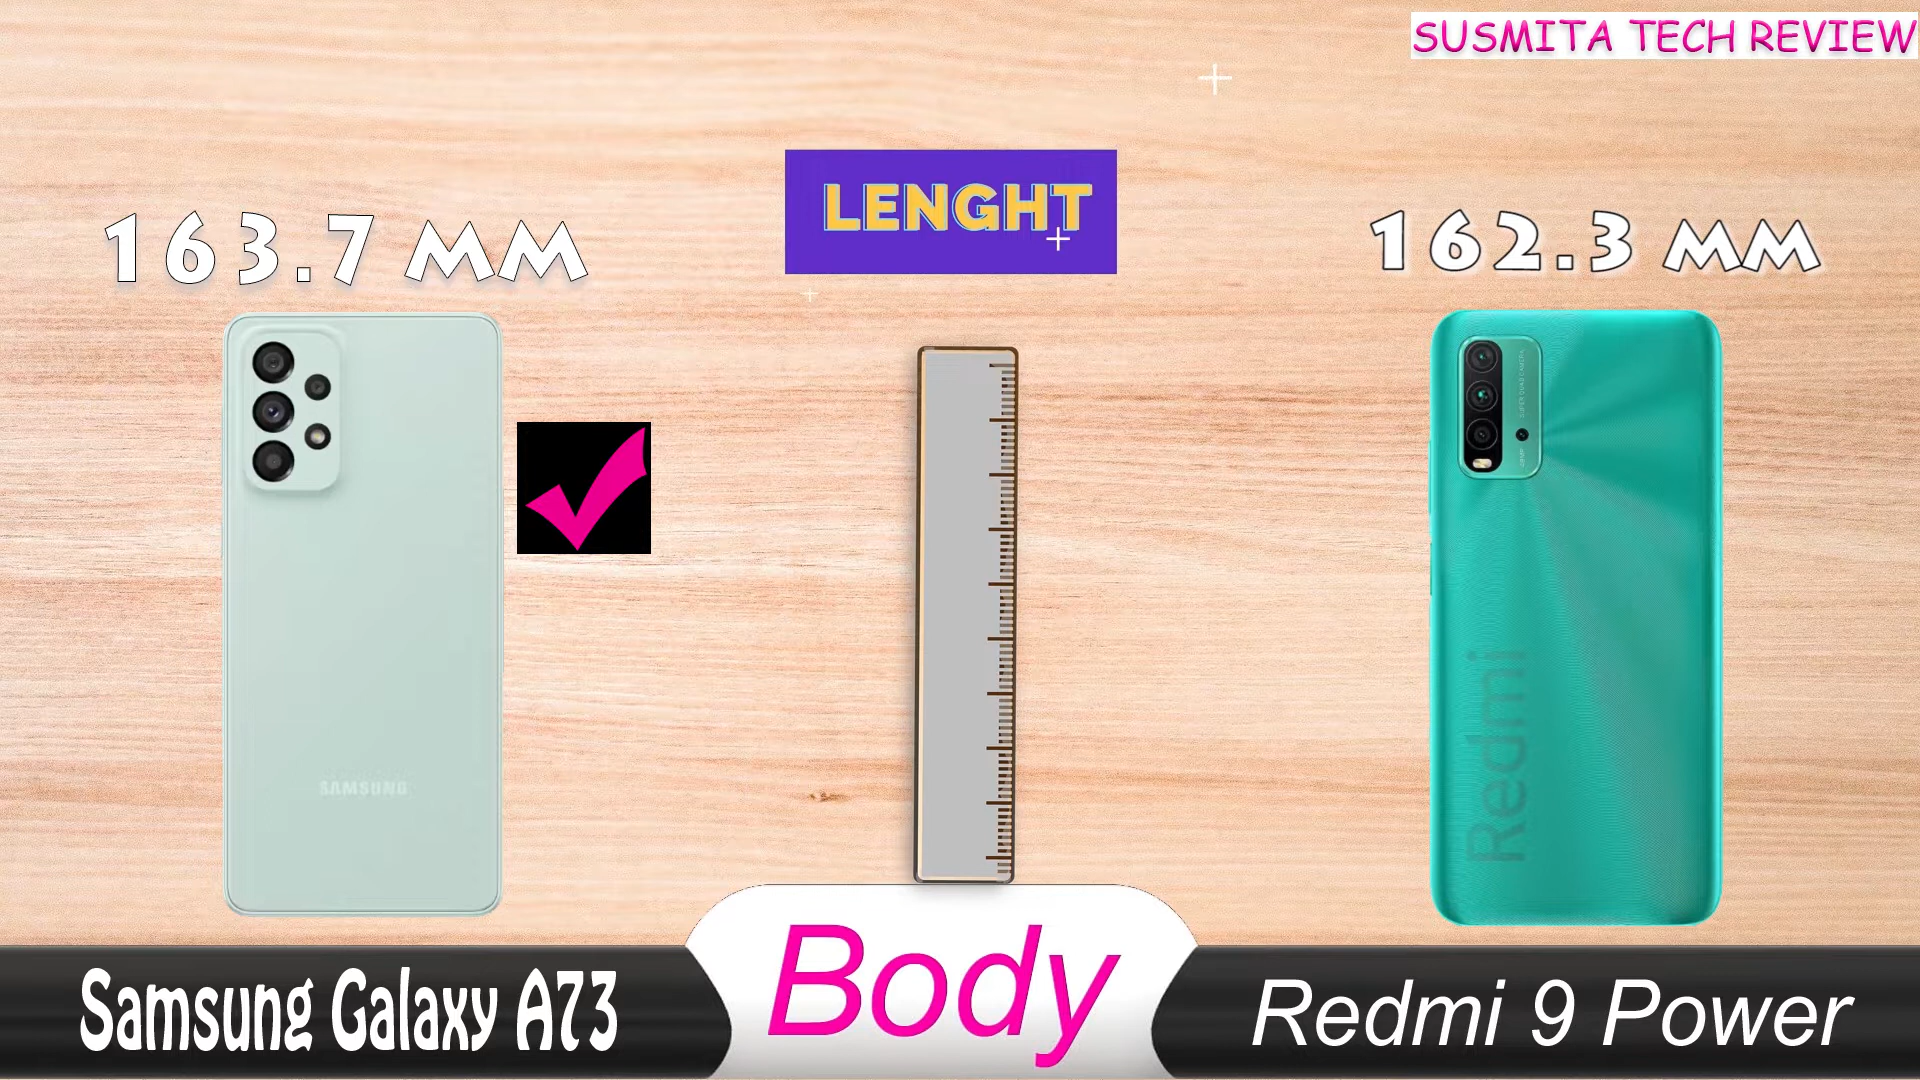 SUSMITA TECH REVIEW
LENGHT
163.7 MM
162.3 MM
SAMSUNG
Redmi
Body
Samsung Galaxy A73
Redmi 9 Power